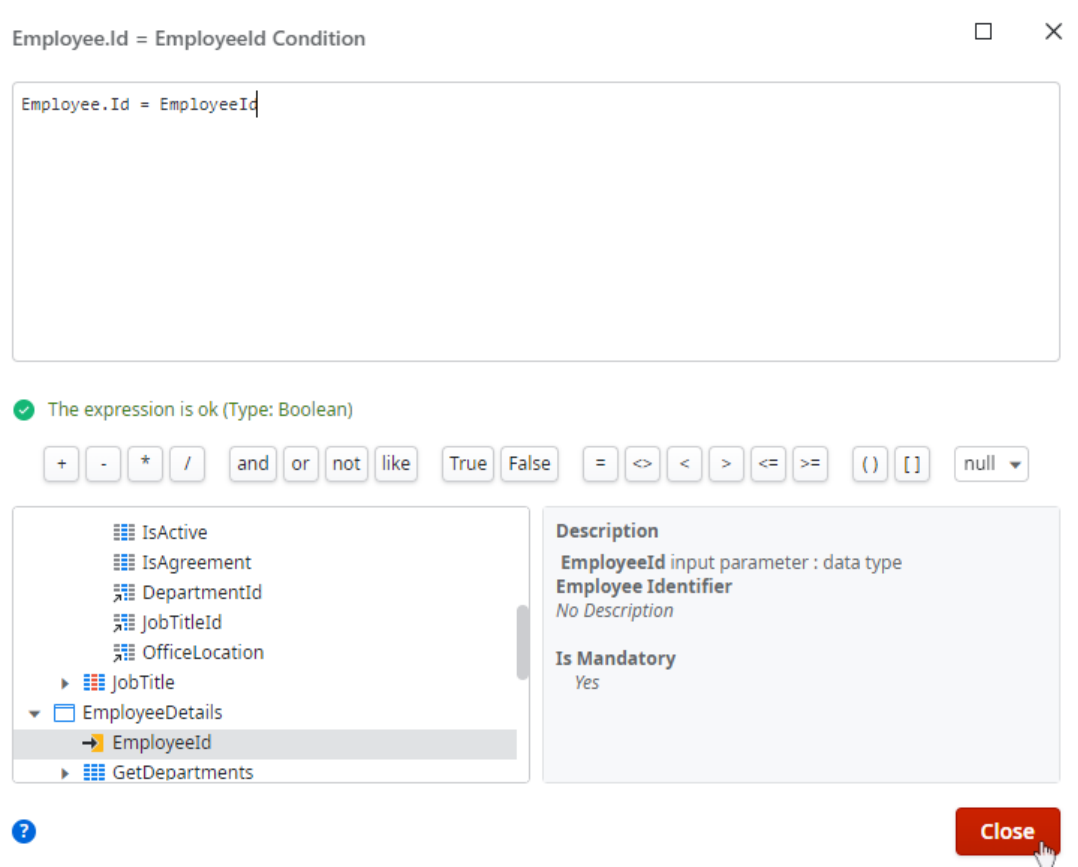 Employee.Id = EmployeeId Condition
Employee.Id = EmployeeId
The expression is ok (Type: Boolean)
+ - * / and or not like True False = <> < > <= >= ( ) [ ] null
IsActive
IsAgreement
DepartmentId
JobTitleId
OfficeLocation
JobTitle
EmployeeDetails
EmployeeId
GetDepartments
Description
EmployeeId input parameter : data type
Employee Identifier
No Description
Is Mandatory
Yes
?
Close